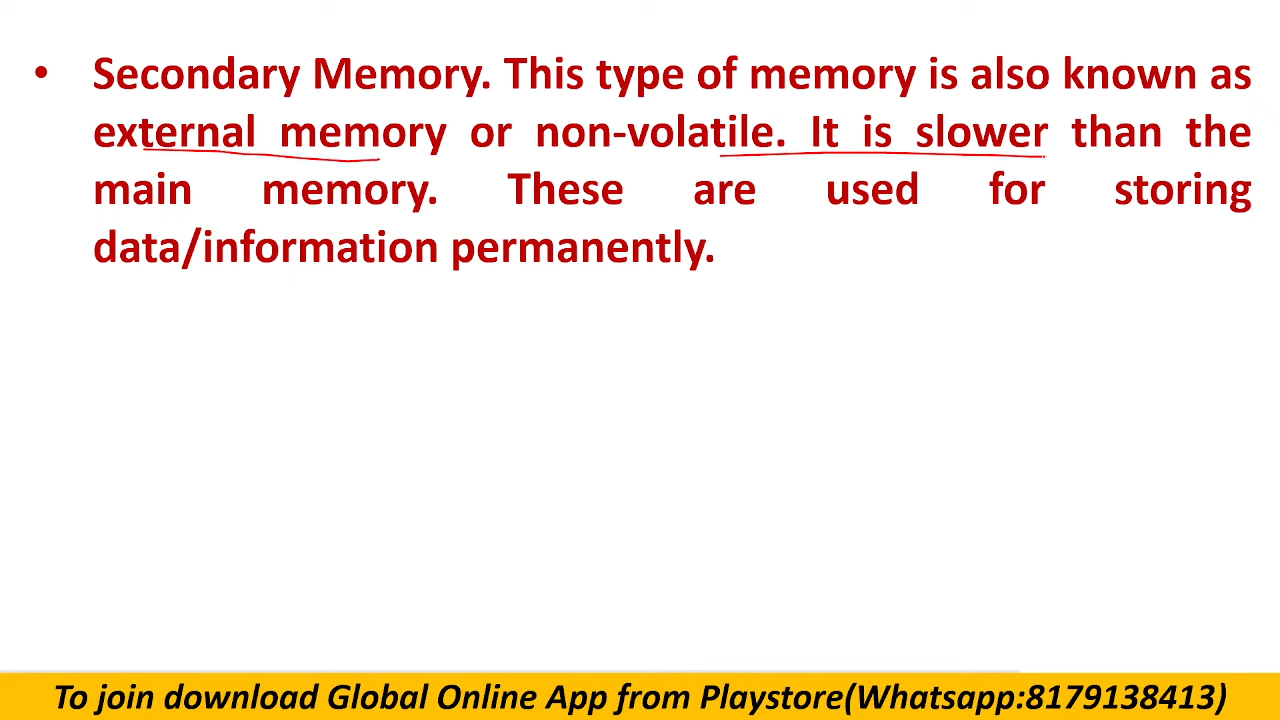 • Secondary Memory. This type of memory is also known as
external memory or non-volatile. It is slower than the
main memory. These are used for storing
data/information permanently.
To join download Global Online App from Playstore(Whatsapp:8179138413)